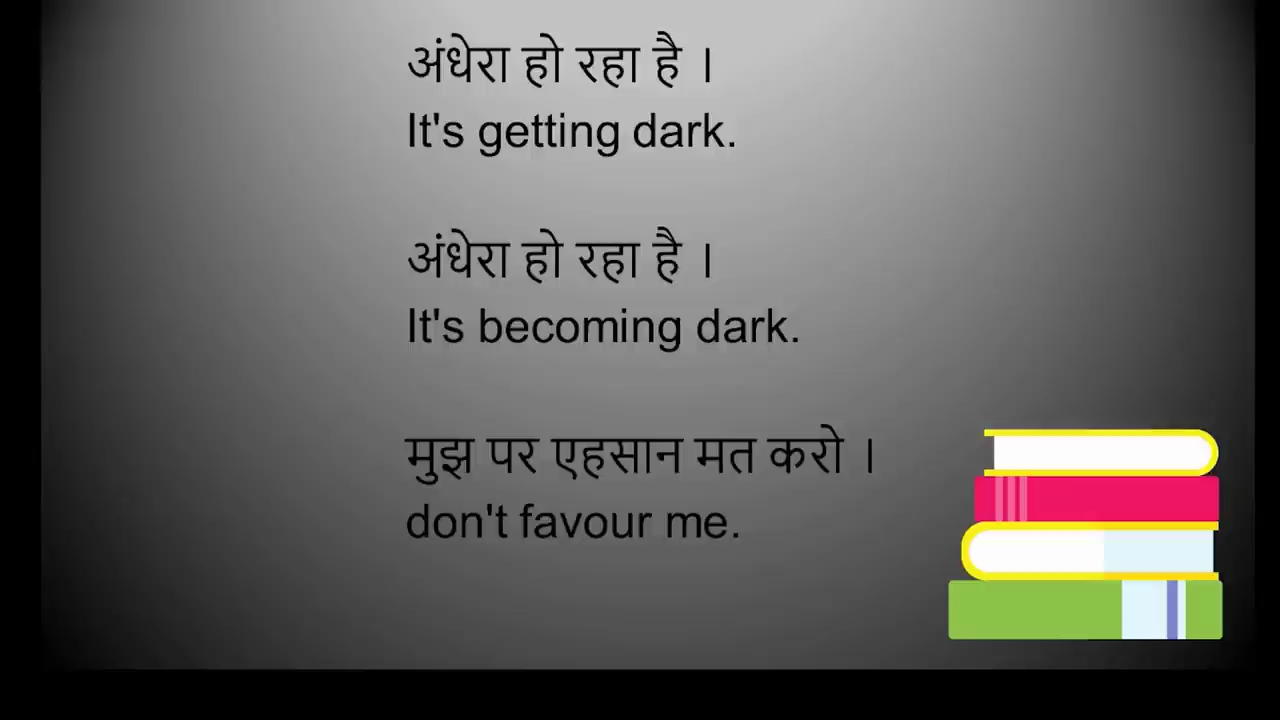 अंधेरा हो रहा है ।
It's getting dark.
अंधेरा हो रहा है ।
It's becoming dark.
मुझ पर एहसान मत करो ।
don't favour me.